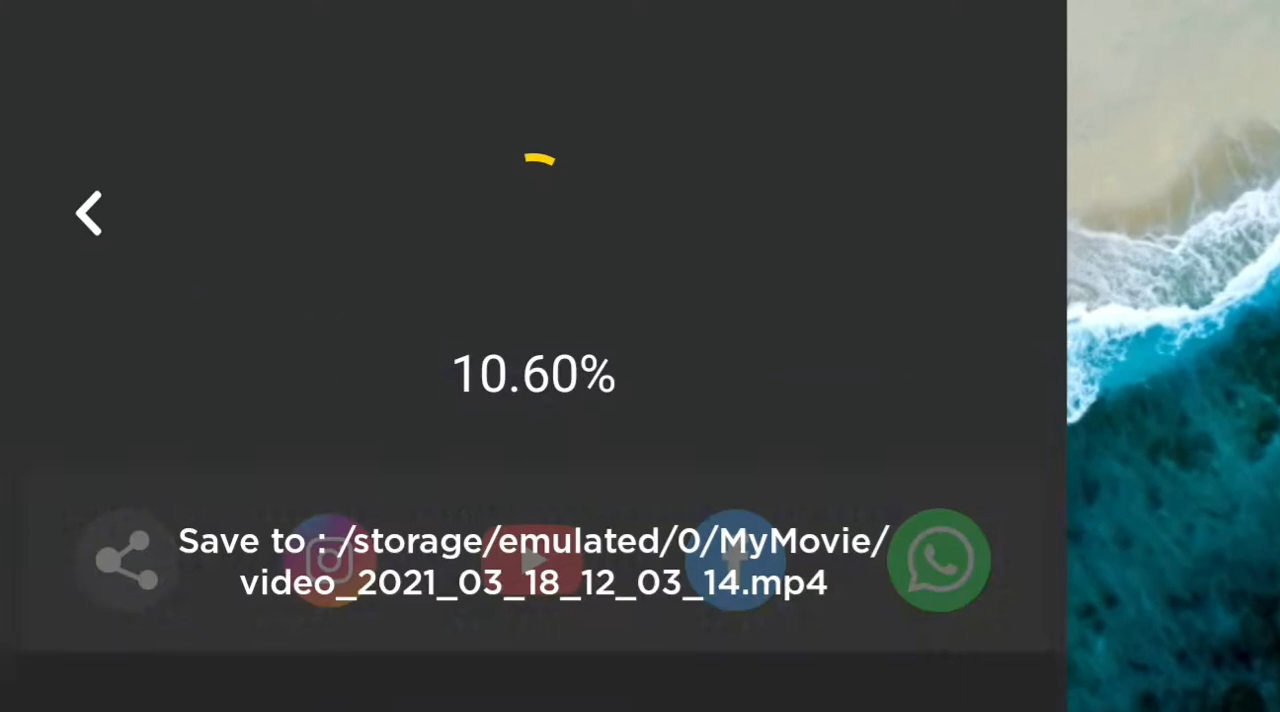 10.60%
Save to : /storage/emulated/0/MyMovie/
video_2021_03_18_12_03_14.mp4